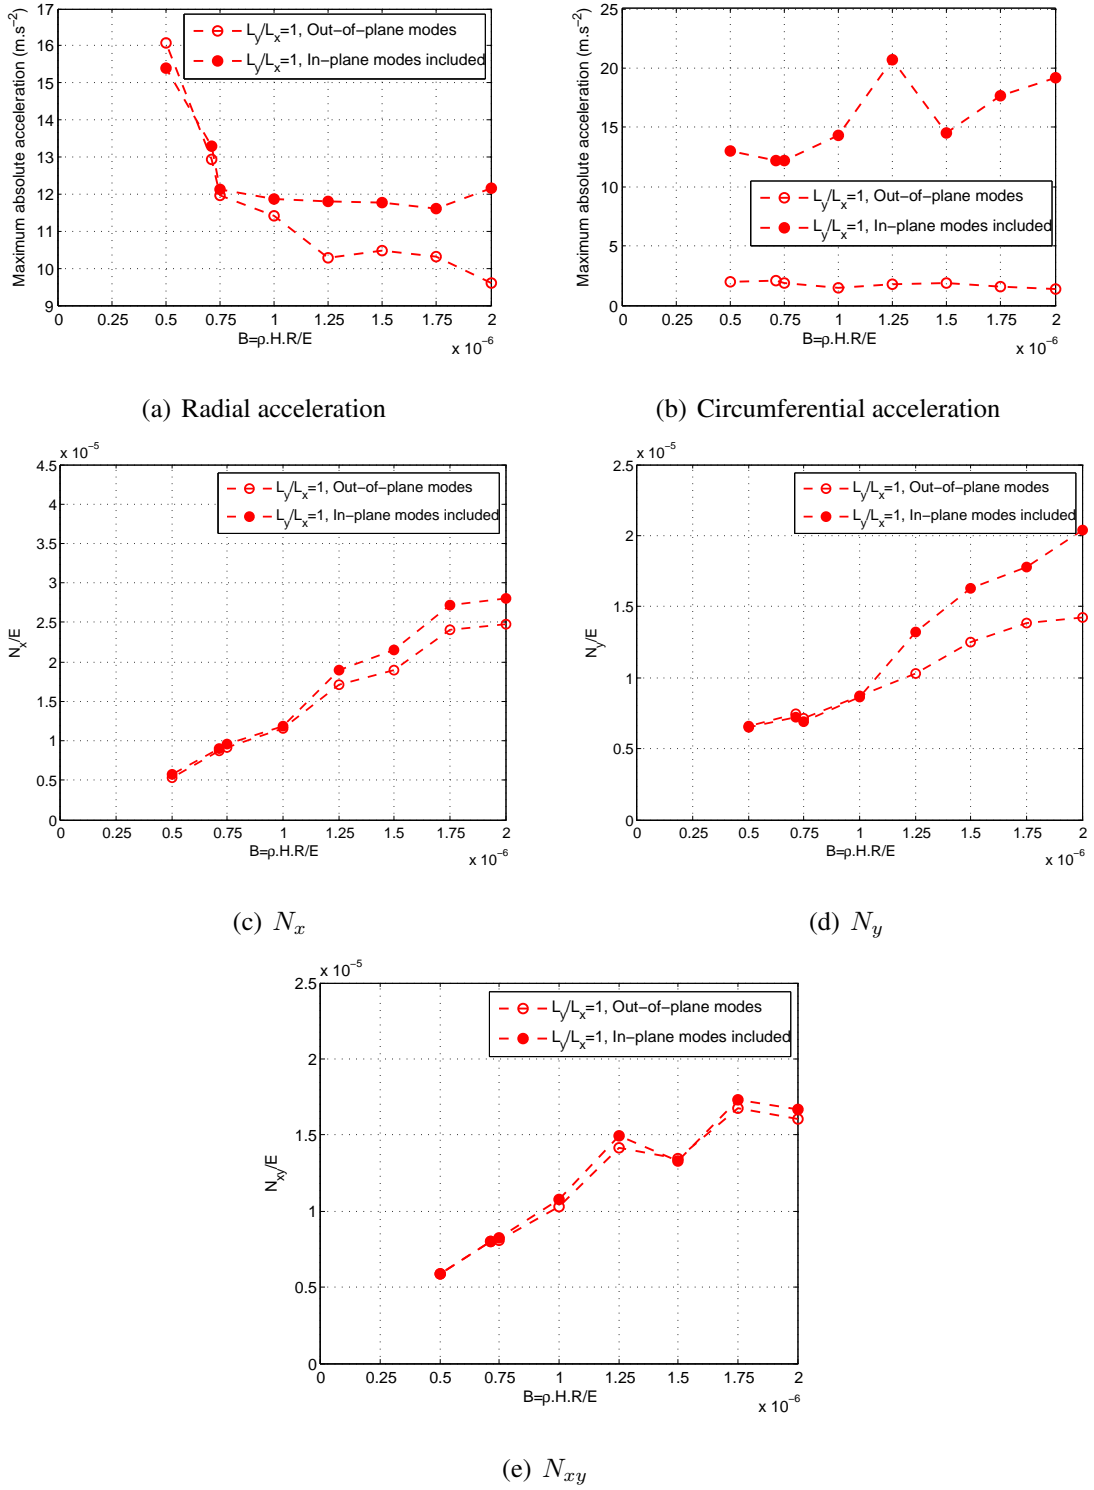 17
16
15
14
13
12
11
10
9
Maximum absolute acceleration (m.s⁻²)
L_y/L_x=1, Out−of−plane modes
L_y/L_x=1, In−plane modes included
0 0.25 0.5 0.75 1 1.25 1.5 1.75 2
B=ρ.H.R/E
x 10⁻⁶
(a) Radial acceleration
25
20
15
10
5
0
Maximum absolute acceleration (m.s⁻²)
L_y/L_x=1, Out−of−plane modes
L_y/L_x=1, In−plane modes included
0 0.25 0.5 0.75 1 1.25 1.5 1.75 2
B=ρ.H.R/E
x 10⁻⁶
(b) Circumferential acceleration
x 10⁻⁵
4.5
4
3.5
3
2.5
2
1.5
1
0.5
0
N_x/E
L_y/L_x=1, Out−of−plane modes
L_y/L_x=1, In−plane modes included
0 0.25 0.5 0.75 1 1.25 1.5 1.75 2
B=ρ.H.R/E
x 10⁻⁶
(c) N_x
x 10⁻⁵
2.5
2
1.5
1
0.5
0
N_y/E
L_y/L_x=1, Out−of−plane modes
L_y/L_x=1, In−plane modes included
0 0.25 0.5 0.75 1 1.25 1.5 1.75 2
B=ρ.H.R/E
x 10⁻⁶
(d) N_y
x 10⁻⁵
2.5
2
1.5
1
0.5
0
N_xy/E
L_y/L_x=1, Out−of−plane modes
L_y/L_x=1, In−plane modes included
0 0.25 0.5 0.75 1 1.25 1.5 1.75 2
B=ρ.H.R/E
x 10⁻⁶
(e) N_xy